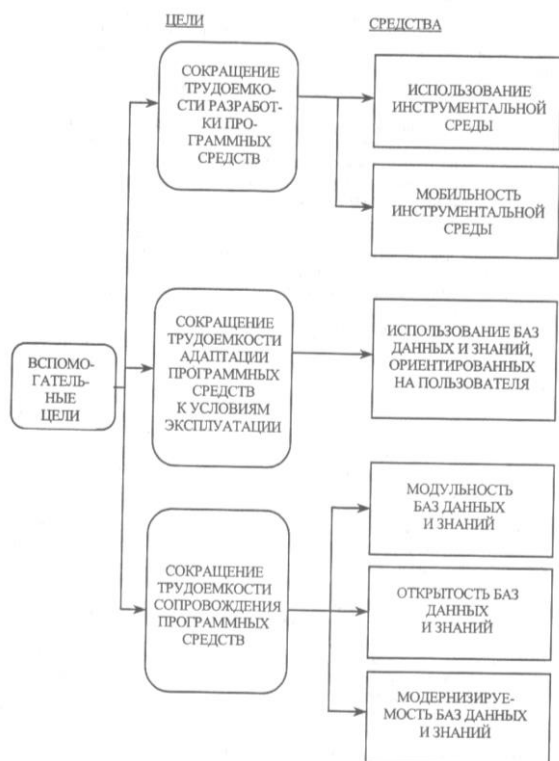 ЦЕЛИ
СРЕДСТВА
СОКРАЩЕНИЕ
ТРУДОЕМКО-
СТИ РАЗРАБОТ-
КИ ПРО-
ГРАММНЫХ
СРЕДСТВ
ИСПОЛЬЗОВАНИЕ
ИНСТРУМЕНТАЛЬНОЙ
СРЕДЫ
МОБИЛЬНОСТЬ
ИНСТРУМЕНТАЛЬНОЙ
СРЕДЫ
ВСПОМО-
ГАТЕЛЬ-
НЫЕ
ЦЕЛИ
СОКРАЩЕНИЕ
ТРУДОЕМКОСТИ
АДАПТАЦИИ
ПРОГРАММНЫХ
СРЕДСТВ
К УСЛОВИЯМ
ЭКСПЛУАТАЦИИ
ИСПОЛЬЗОВАНИЕ БАЗ
ДАННЫХ И ЗНАНИЙ,
ОРИЕНТИРОВАННЫХ
НА ПОЛЬЗОВАТЕЛЯ
СОКРАЩЕНИЕ
ТРУДОЕМКОСТИ
СОПРОВОЖДЕНИЯ
ПРОГРАММНЫХ
СРЕДСТВ
МОДУЛЬНОСТЬ
БАЗ ДАННЫХ
И ЗНАНИЙ
ОТКРЫТОСТЬ БАЗ
ДАННЫХ
И ЗНАНИЙ
МОДЕРНИЗИРУЕ-
МОСТЬ БАЗ ДАННЫХ
И ЗНАНИЙ